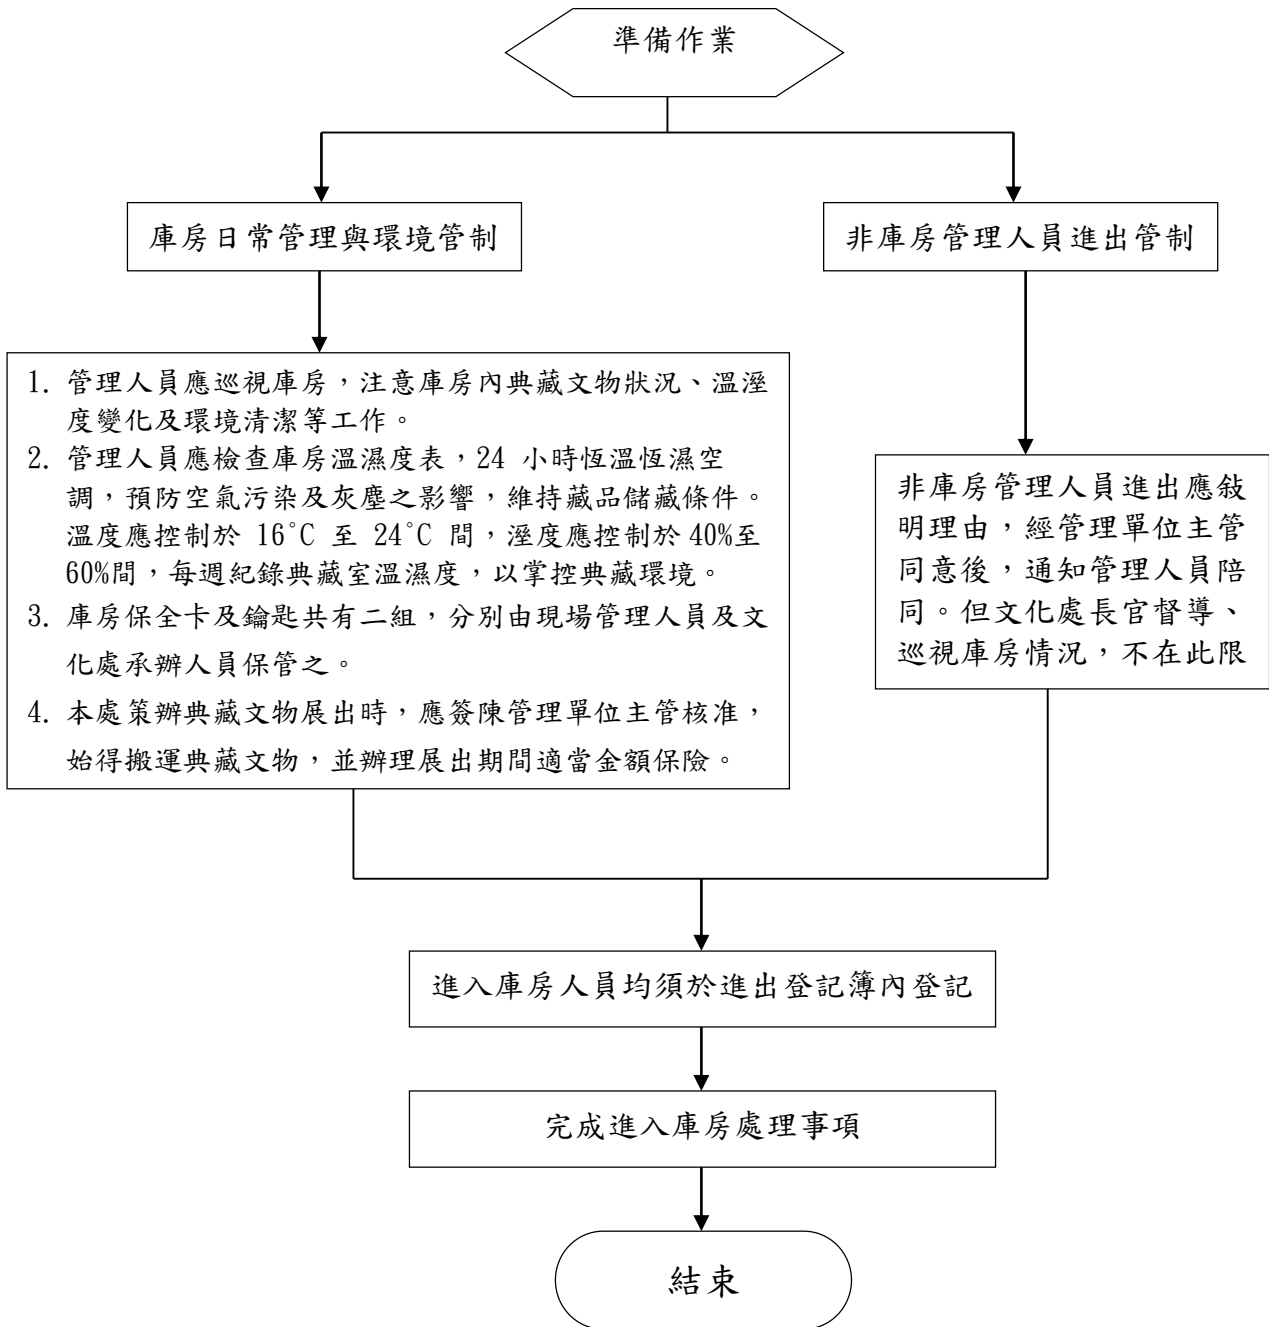 準備作業
庫房日常管理與環境管制
非庫房管理人員進出管制
1. 管理人員應巡視庫房，注意庫房內典藏文物狀況、溫溼
度變化及環境清潔等工作。
2. 管理人員應檢查庫房溫濕度表，24 小時恆溫恆濕空
調，預防空氣污染及灰塵之影響，維持藏品儲藏條件。
溫度應控制於 16°C 至 24°C 間，溼度應控制於 40%至
60%間，每週紀錄典藏室溫濕度，以掌控典藏環境。
3. 庫房保全卡及鑰匙共有二組，分別由現場管理人員及文
化處承辦人員保管之。
4. 本處策辦典藏文物展出時，應簽陳管理單位主管核准，
始得搬運典藏文物，並辦理展出期間適當金額保險。
非庫房管理人員進出應敍
明理由，經管理單位主管
同意後，通知管理人員陪
同。但文化處長官督導、
巡視庫房情況，不在此限
進入庫房人員均須於進出登記簿內登記
完成進入庫房處理事項
結束